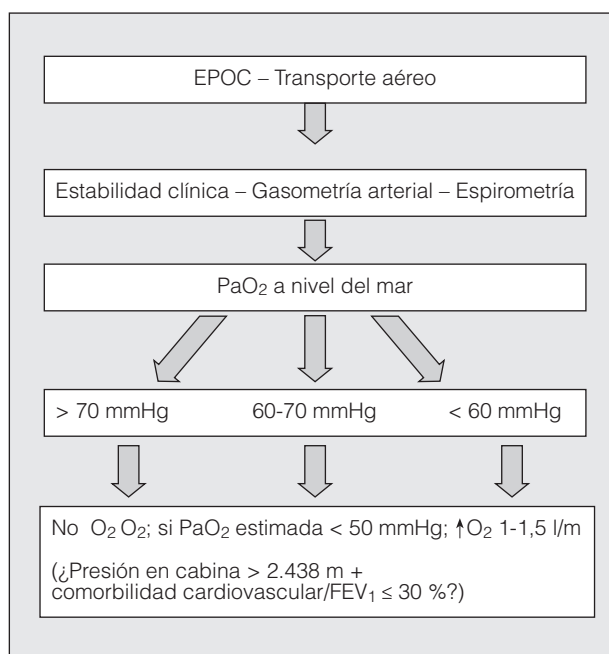 EPOC – Transporte aéreo
Estabilidad clínica – Gasometría arterial – Espirometría
PaO₂ a nivel del mar
> 70 mmHg 60-70 mmHg < 60 mmHg
No O₂ O₂; si PaO₂ estimada < 50 mmHg; ↑O₂ 1-1,5 l/m
(¿Presión en cabina > 2.438 m +
comorbilidad cardiovascular/FEV₁ ≤ 30 %?)